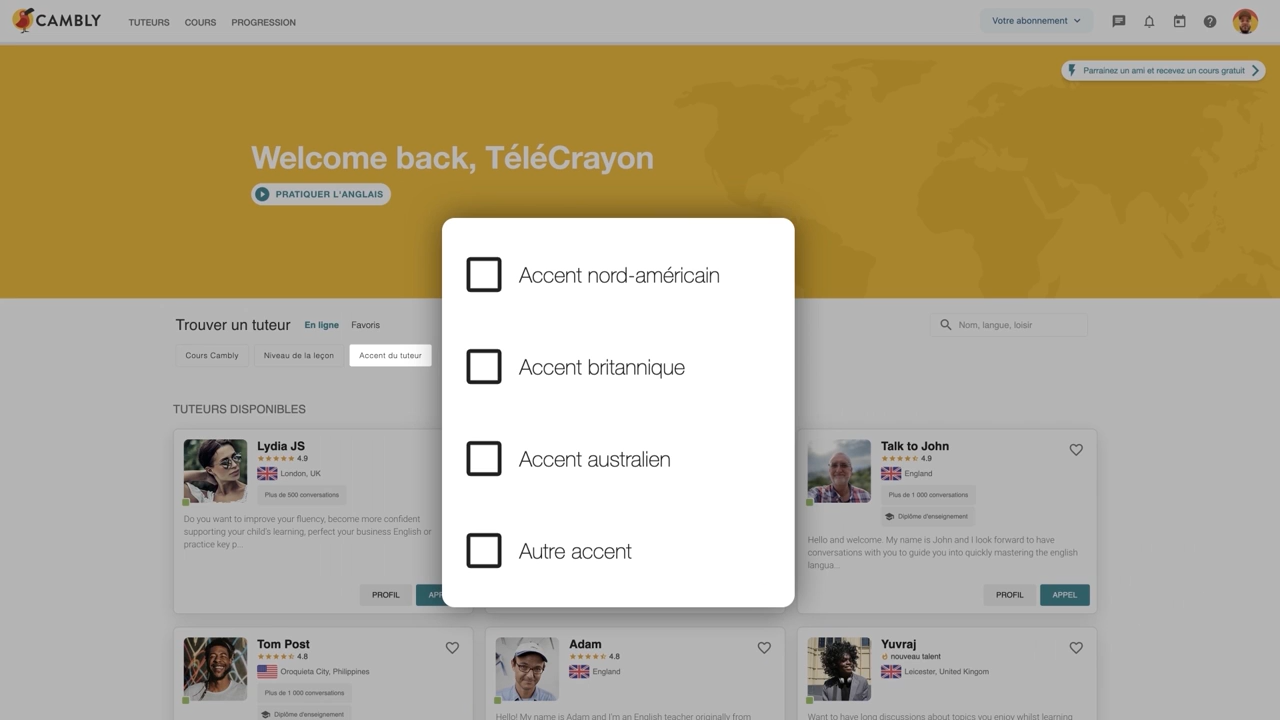 CAMBLY
TUTEURS
COURS
PROGRESSION
Votre abonnement
Parrainez un ami et recevez un cours gratuit
Welcome back, TéléCrayon
PRATIQUER L'ANGLAIS
Accent nord-américain
Accent britannique
Accent australien
Autre accent
Trouver un tuteur
En ligne
Favoris
Nom, langue, loisir
Cours Cambly
Niveau de la leçon
Accent du tuteur
TUTEURS DISPONIBLES
Lydia JS
4.9
London, UK
Plus de 500 conversations
Do you want to improve your fluency, become more confident
supporting your child's learning, perfect your business English or
practice key p...
PROFIL
Talk to John
4.9
England
Plus de 1 000 conversations
Diplôme d'enseignement
Hello and welcome. My name is John and I look forward to have
conversations with you to guide you into quickly mastering the english
langua...
PROFIL
APPEL
Tom Post
4.8
Oroquieta City, Philippines
Plus de 1 000 conversations
Diplôme d'enseignement
Adam
4.8
England
Hello! My name is Adam and I'm an English teacher originally from
Yuvraj
nouveau talent
Leicester, United Kingom
Want to have long discussions about topics you enjoy whilst learning